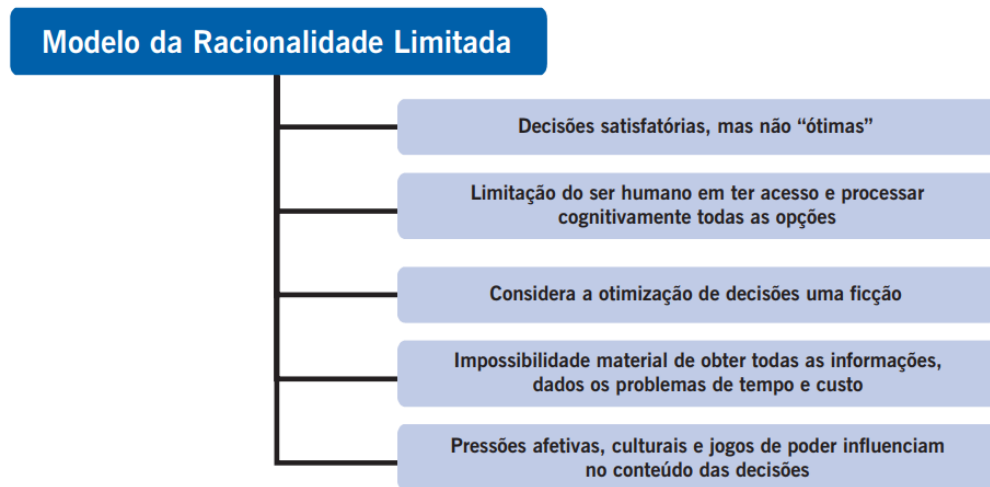 Modelo da Racionalidade Limitada
Decisões satisfatórias, mas não “ótimas”
Limitação do ser humano em ter acesso e processar
cognitivamente todas as opções
Considera a otimização de decisões uma ficção
Impossibilidade material de obter todas as informações,
dados os problemas de tempo e custo
Pressões afetivas, culturais e jogos de poder influenciam
no conteúdo das decisões